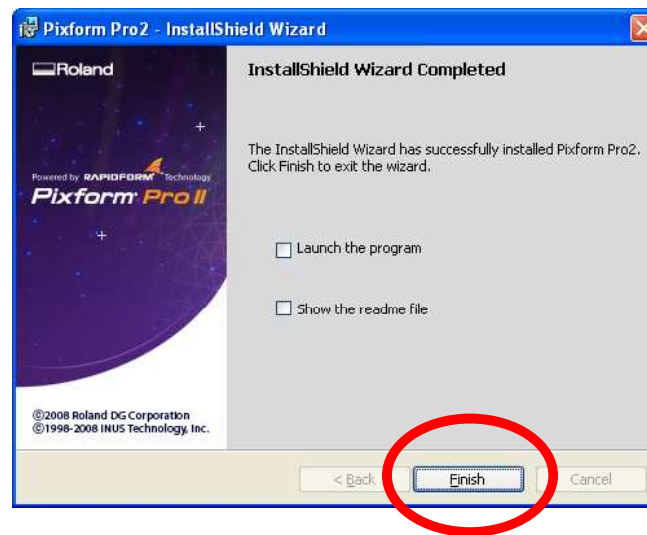 Pixform Pro2 - InstallShield Wizard
Roland
InstallShield Wizard Completed
The InstallShield Wizard has successfully installed Pixform Pro2.
Click Finish to exit the wizard.
Powered by RAPIDFORM Technology
Pixform Pro II
Launch the program
Show the readme file
©2008 Roland DG Corporation
©1998-2008 INUS Technology, Inc.
< Back
Finish
Cancel